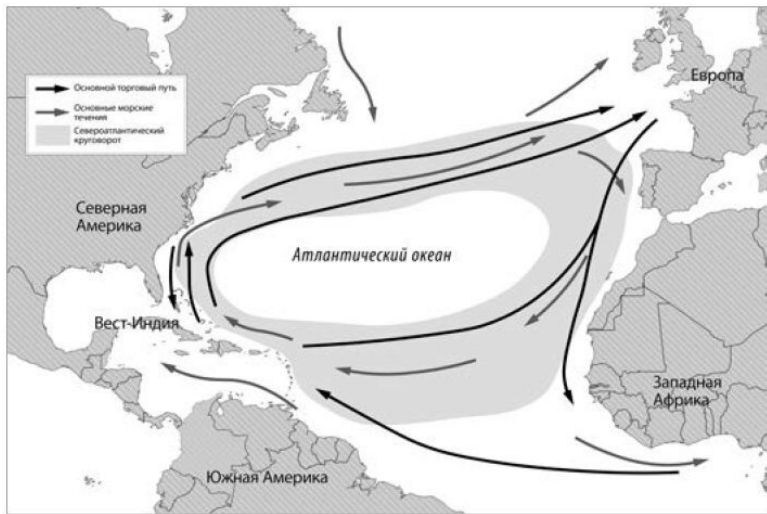 Основной торговый путь
Основные морские
течения
Североатлантический
круговорот
Европа
Северная
Америка
Атлантический океан
Вест-Индия
Западная
Африка
Южная Америка